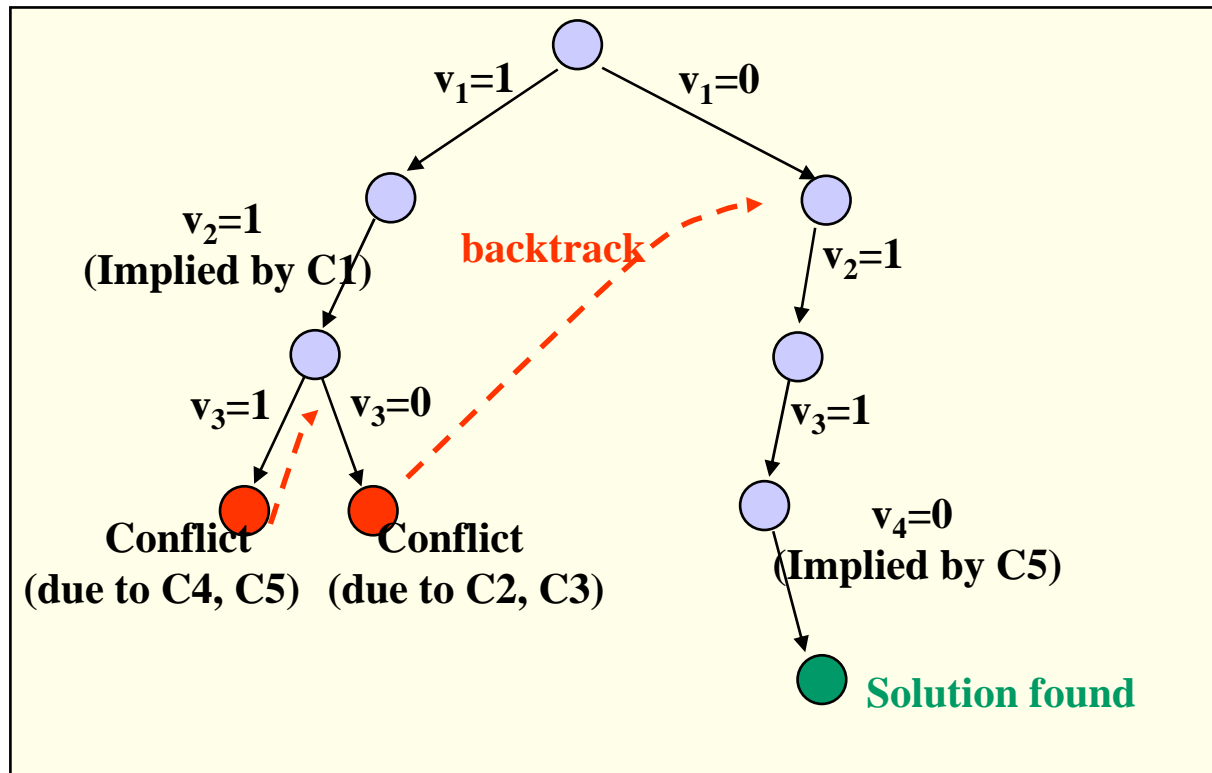 v₁=1
v₁=0
v₂=1
(Implied by C1)
backtrack
v₂=1
v₃=1
v₃=0
v₃=1
Conflict
(due to C4, C5)
Conflict
(due to C2, C3)
v₄=0
(Implied by C5)
Solution found